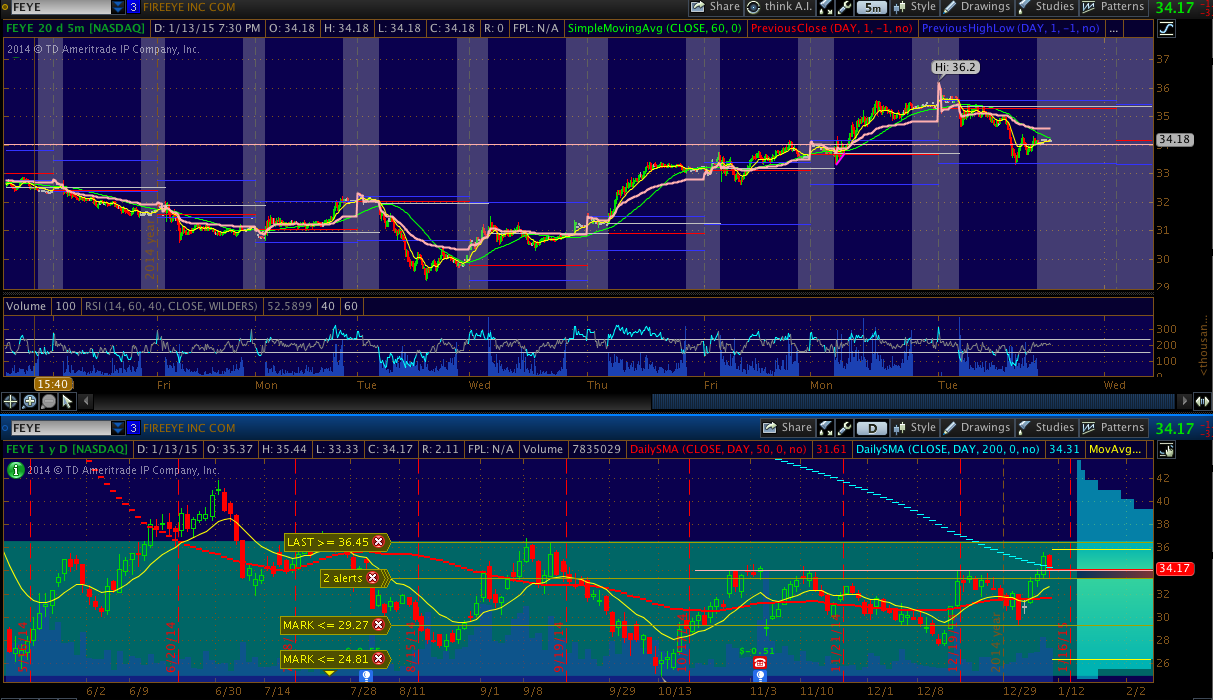 FEYE 3 FIREEYE INC COM Share think A.I. 5m Style Drawings Studies Patterns 34.17
FEYE 20 d 5m [NASDAQ] D: 1/13/15 7:30 PM O: 34.18 H: 34.18 L: 34.18 C: 34.18 R: 0 FPL: N/A SimpleMovingAvg (CLOSE, 60, 0) PreviousClose (DAY, 1, -1, no) PreviousHighLow (DAY, 1, -1, no) ...
2014 © TD Ameritrade IP Company, Inc.
37
Hi: 36.2
36
35
34.18
33
32
31
2014 year
30
29
Volume 100 RSI (14, 60, 40, CLOSE, WILDERS) 52.5899 40 60
300
200
100
<thousan...
15:40 Fri Mon Tue Wed Thu Fri Mon Tue Wed
FEYE 3 FIREEYE INC COM Share D Style Drawings Studies Patterns 34.17
FEYE 1 y D [NASDAQ] D: 1/13/15 O: 35.37 H: 35.44 L: 33.33 C: 34.17 R: 2.11 FPL: N/A Volume 7835029 DailySMA (CLOSE, DAY, 50, 0, no) 31.61 DailySMA (CLOSE, DAY, 200, 0, no) 34.31 MovAvg...
2014 © TD Ameritrade IP Company, Inc.
42
40
38
LAST >= 36.45
36
2 alerts
34.17
32
MARK <= 29.27
30
28
$-0.51
MARK <= 24.81
26
2014 year
6/2 6/9 6/30 7/14 7/28 8/11 9/1 9/8 9/29 10/13 11/3 11/10 12/1 12/8 12/29 1/12 2/2